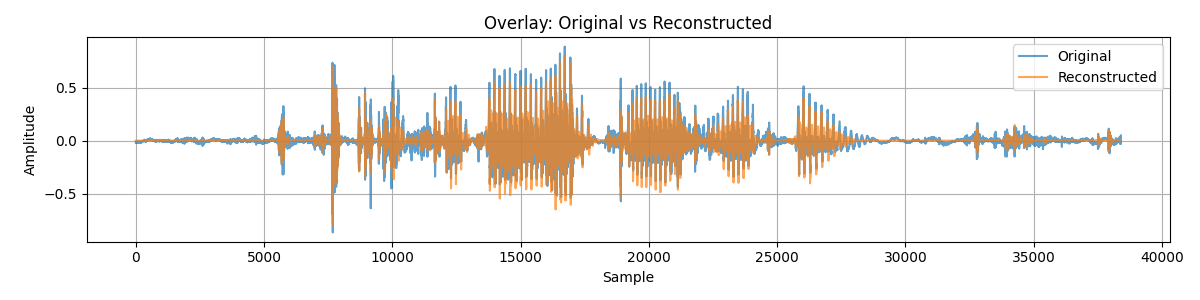 Overlay: Original vs Reconstructed
Original
Reconstructed
Amplitude
0.5
0.0
−0.5
0 5000 10000 15000 20000 25000 30000 35000 40000
Sample